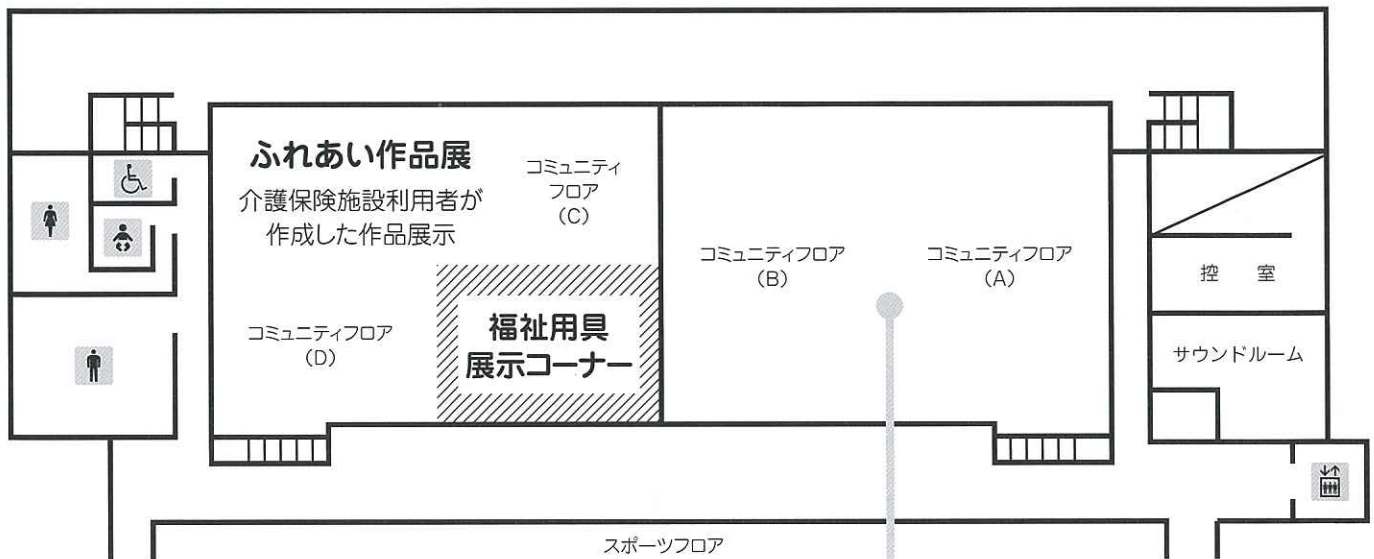 ふれあい作品展
介護保険施設利用者が
作成した作品展示
コミュニティ
フロア
(C)
コミュニティフロア
(D)
福祉用具
展示コーナー
コミュニティフロア
(B)
コミュニティフロア
(A)
控 室
サウンドルーム
スポーツフロア